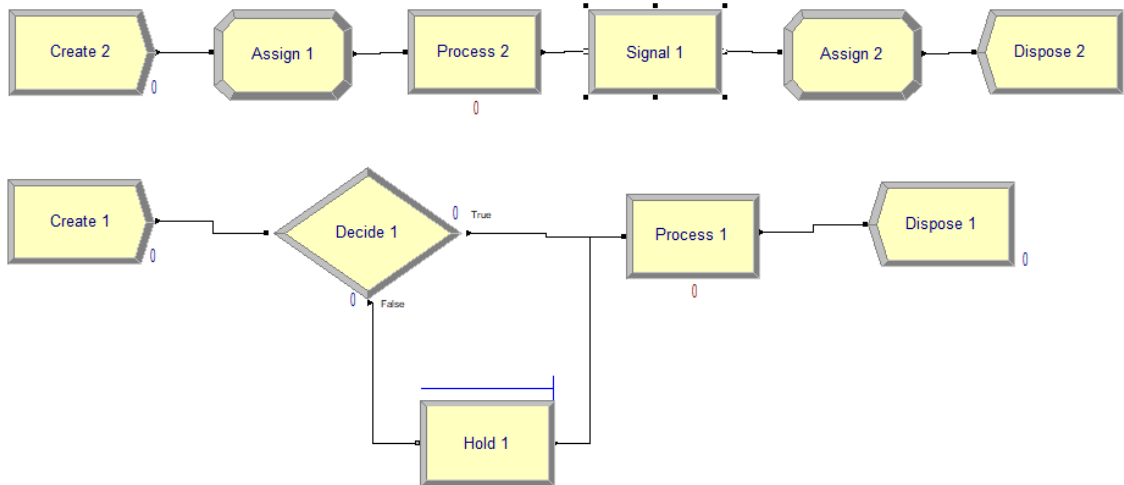 Create 2
Assign 1
Process 2
Signal 1
Assign 2
Dispose 2
0
0
Create 1
Decide 1
0
True
Process 1
Dispose 1
0
0
0
False
0
Hold 1